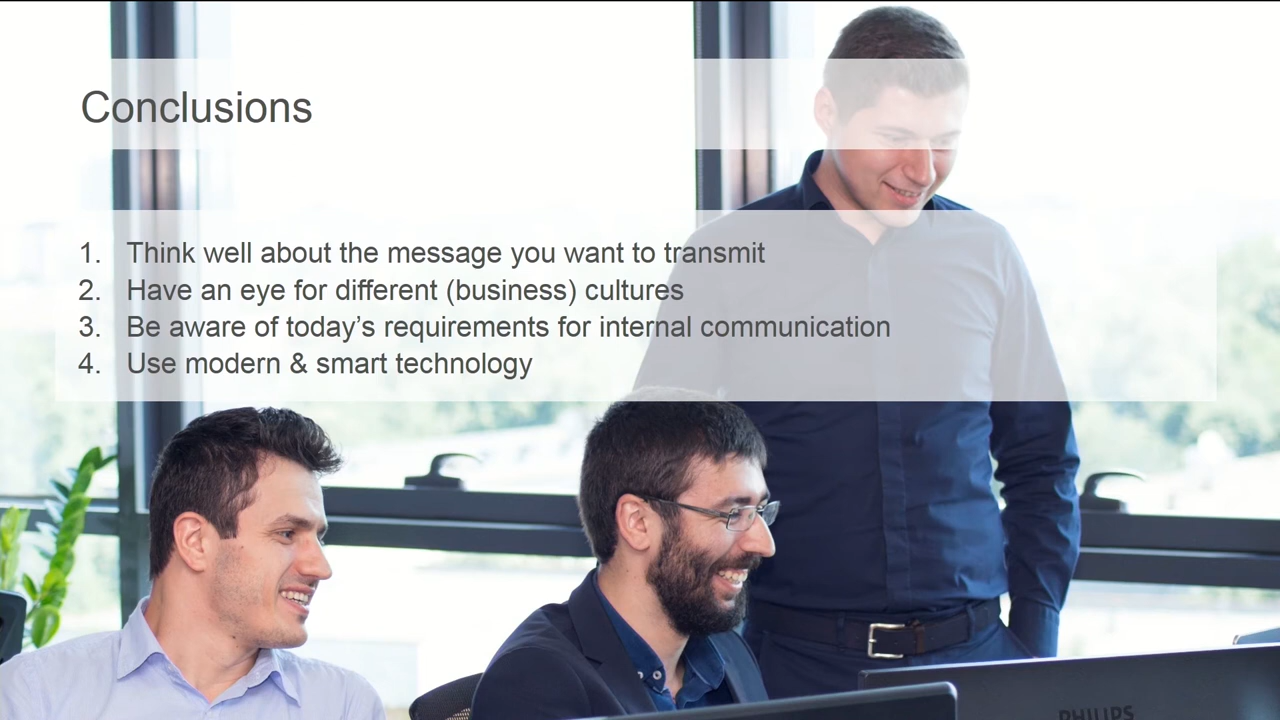 Conclusions
1. Think well about the message you want to transmit
2. Have an eye for different (business) cultures
3. Be aware of today’s requirements for internal communication
4. Use modern & smart technology
PHILIPS